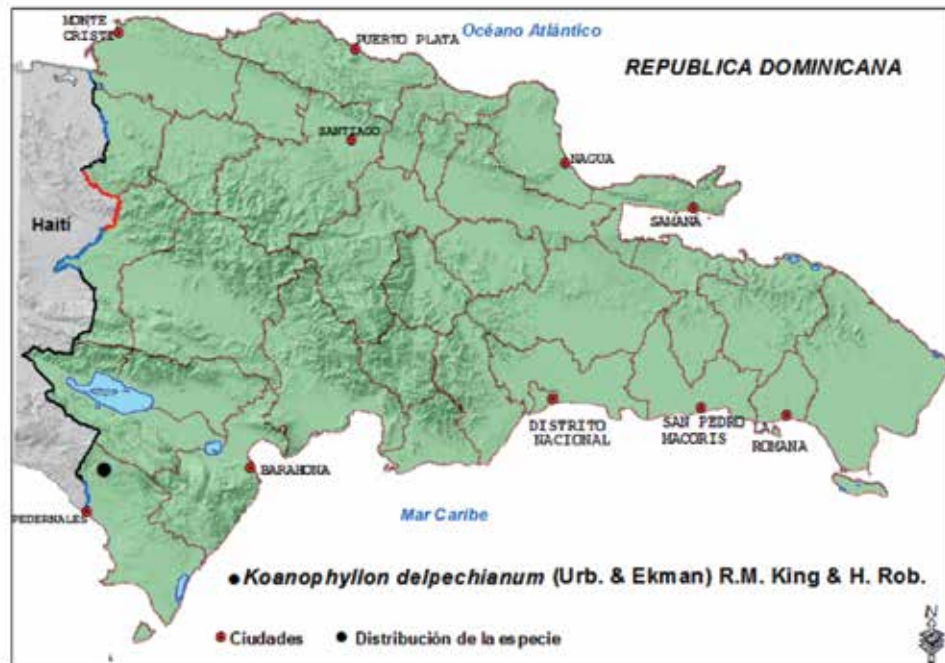 MONTE
CRISTE
PUERTO PLATA
Océano Atlántico
REPUBLICA DOMINICANA
SANTIAGO
NAGUA
Haití
SAMANA
DISTRITO
NACIONAL
SAN PEDRO
MACORIS
LA
ROMANA
BARAHONA
PEDERNALES
Mar Caribe
Koanophyllon delpechianum (Urb. & Ekman) R.M. King & H. Rob.
Ciudades
Distribución de la especie
N